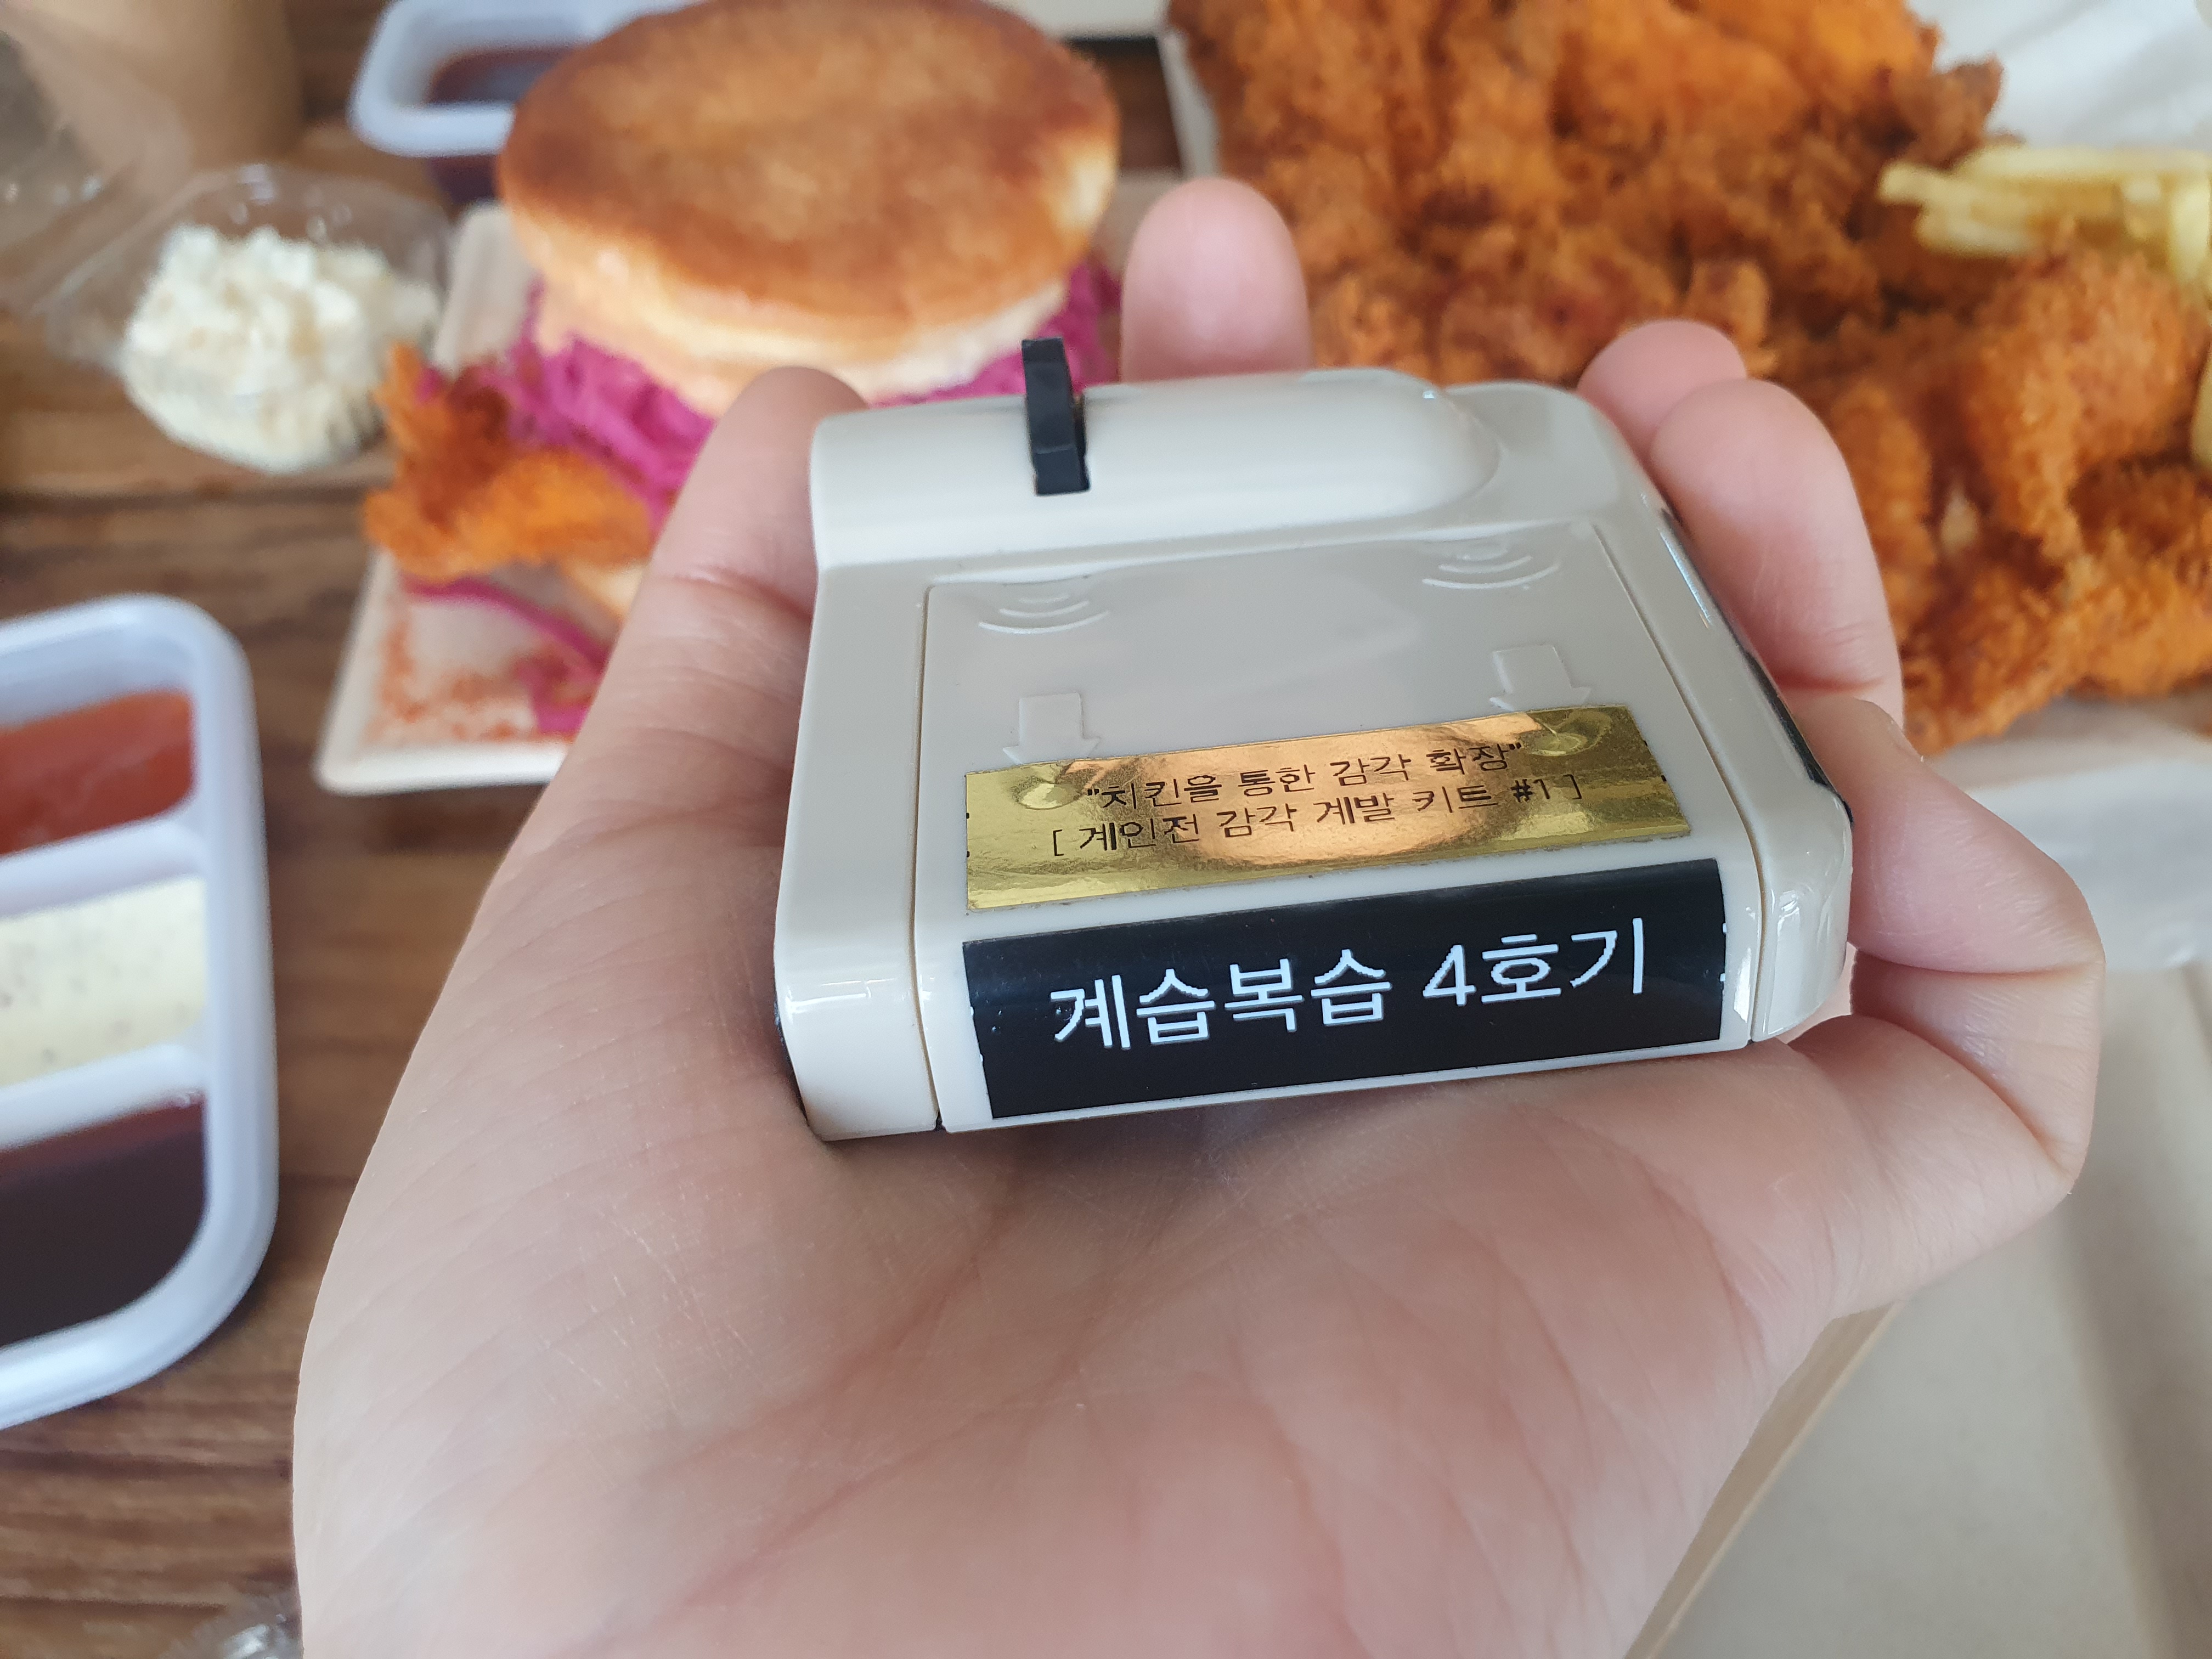 "치킨을 통한 감각 확장"
[ 계인전 감각 계발 키트 #1 ]
계습복습 4호기